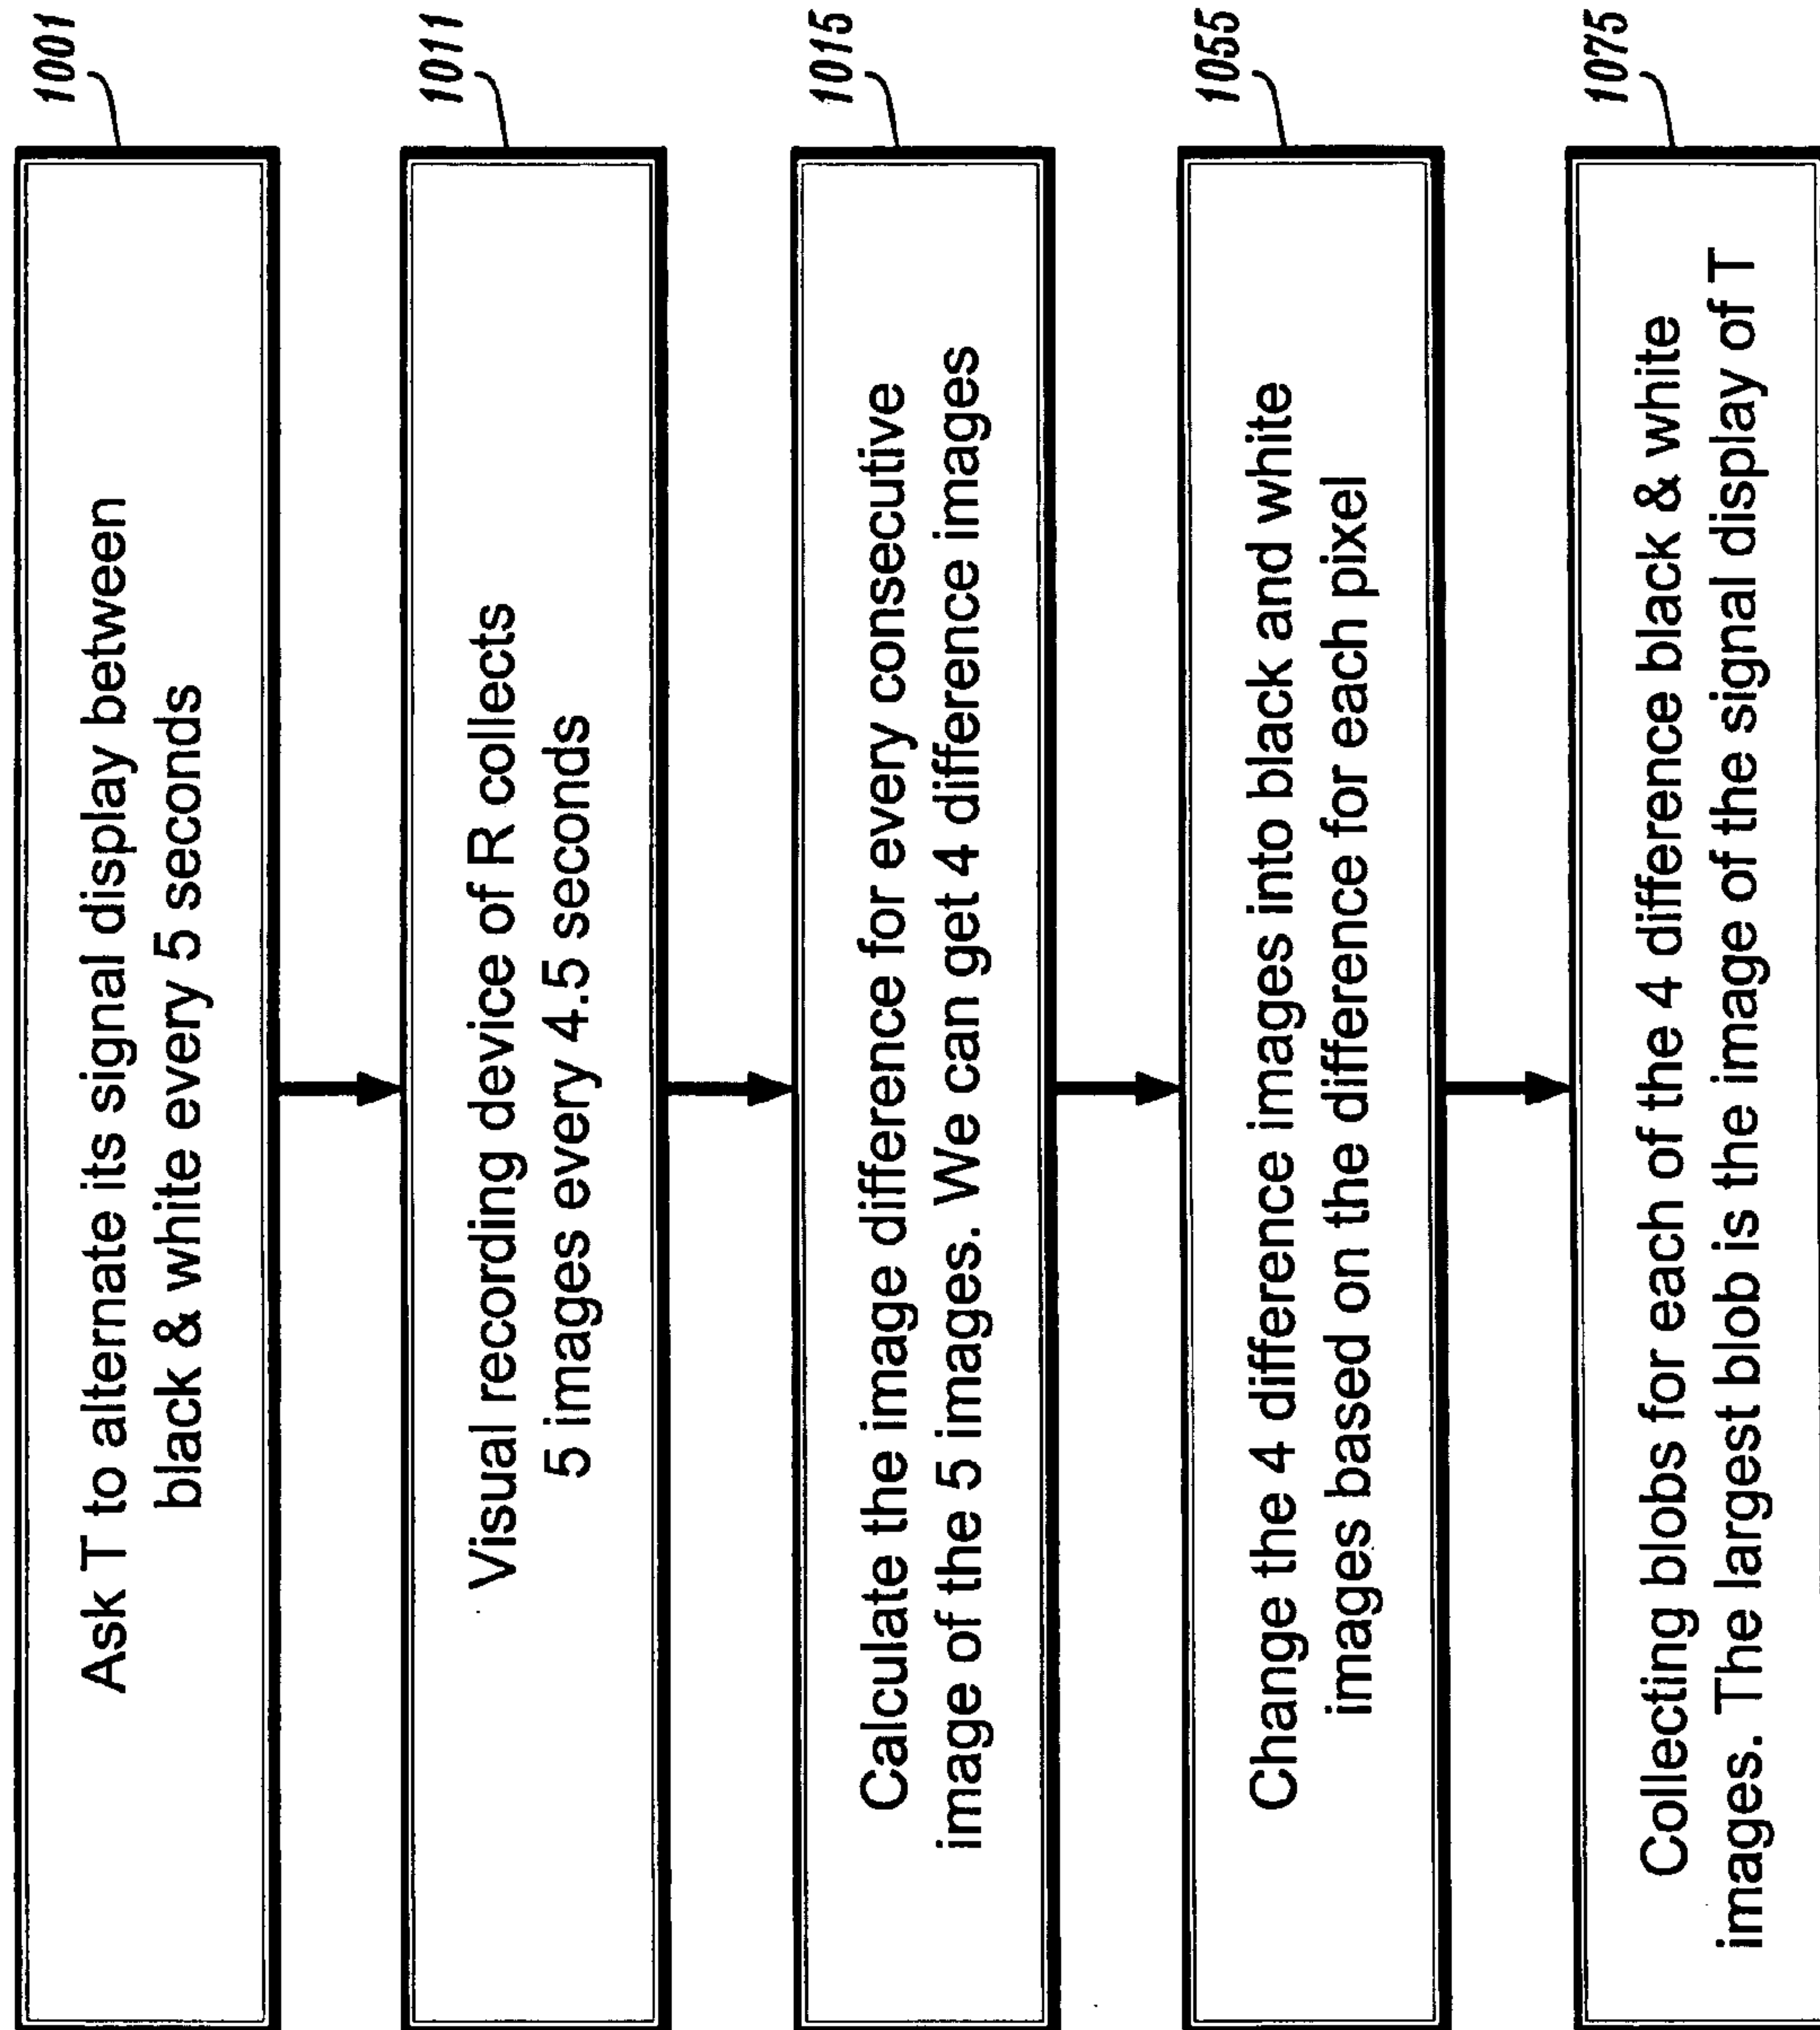 1001
Ask T to alternate its signal display between
black & white every 5 seconds
1011
Visual recording device of R collects
5 images every 4.5 seconds
1015
Calculate the image difference for every consecutive
image of the 5 images. We can get 4 difference images
1055
Change the 4 difference images into black and white
images based on the difference for each pixel
1075
Collecting blobs for each of the 4 difference black & white
images. The largest blob is the image of the signal display of T